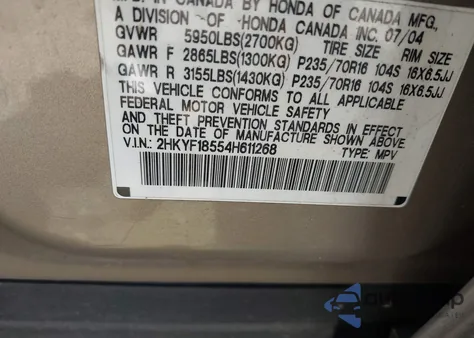 MFD. IN CANADA BY HONDA OF CANADA MFG.,
A DIVISION OF HONDA CANADA INC. 07/04
GVWR 5950LBS(2700KG) TIRE SIZE RIM SIZE
GAWR F 2865LBS(1300KG) P235/70R16 104S 16X6.5JJ
GAWR R 3155LBS(1430KG) P235/70R16 104S 16X6.5JJ
THIS VEHICLE CONFORMS TO ALL APPLICABLE
FEDERAL MOTOR VEHICLE SAFETY
AND THEFT PREVENTION STANDARDS IN EFFECT
ON THE DATE OF MANUFACTURE SHOWN ABOVE.
V.I.N.: 2HKYF18554H611268 TYPE: MPV